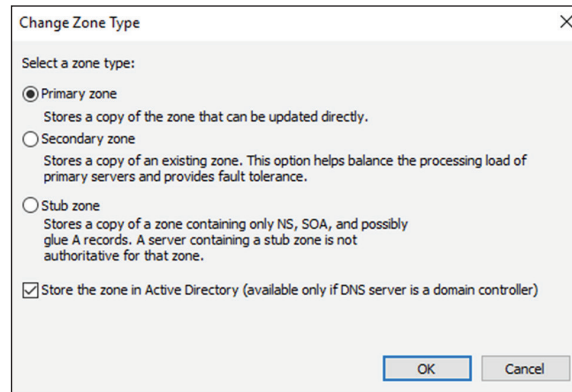 Change Zone Type
Select a zone type:
Primary zone
Stores a copy of the zone that can be updated directly.
Secondary zone
Stores a copy of an existing zone. This option helps balance the processing load of
primary servers and provides fault tolerance.
Stub zone
Stores a copy of a zone containing only NS, SOA, and possibly
glue A records. A server containing a stub zone is not
authoritative for that zone.
Store the zone in Active Directory (available only if DNS server is a domain controller)
OK Cancel